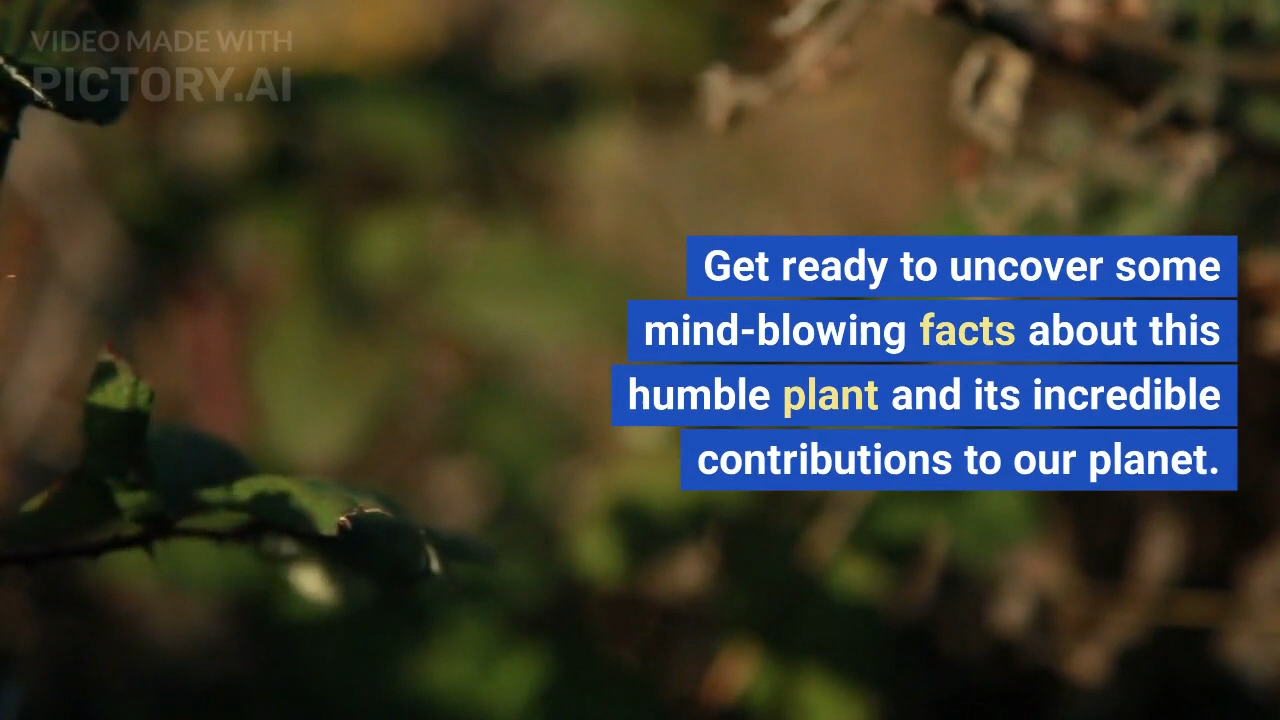 VIDEO MADE WITH
PICTORY.AI
Get ready to uncover some
mind-blowing facts about this
humble plant and its incredible
contributions to our planet.